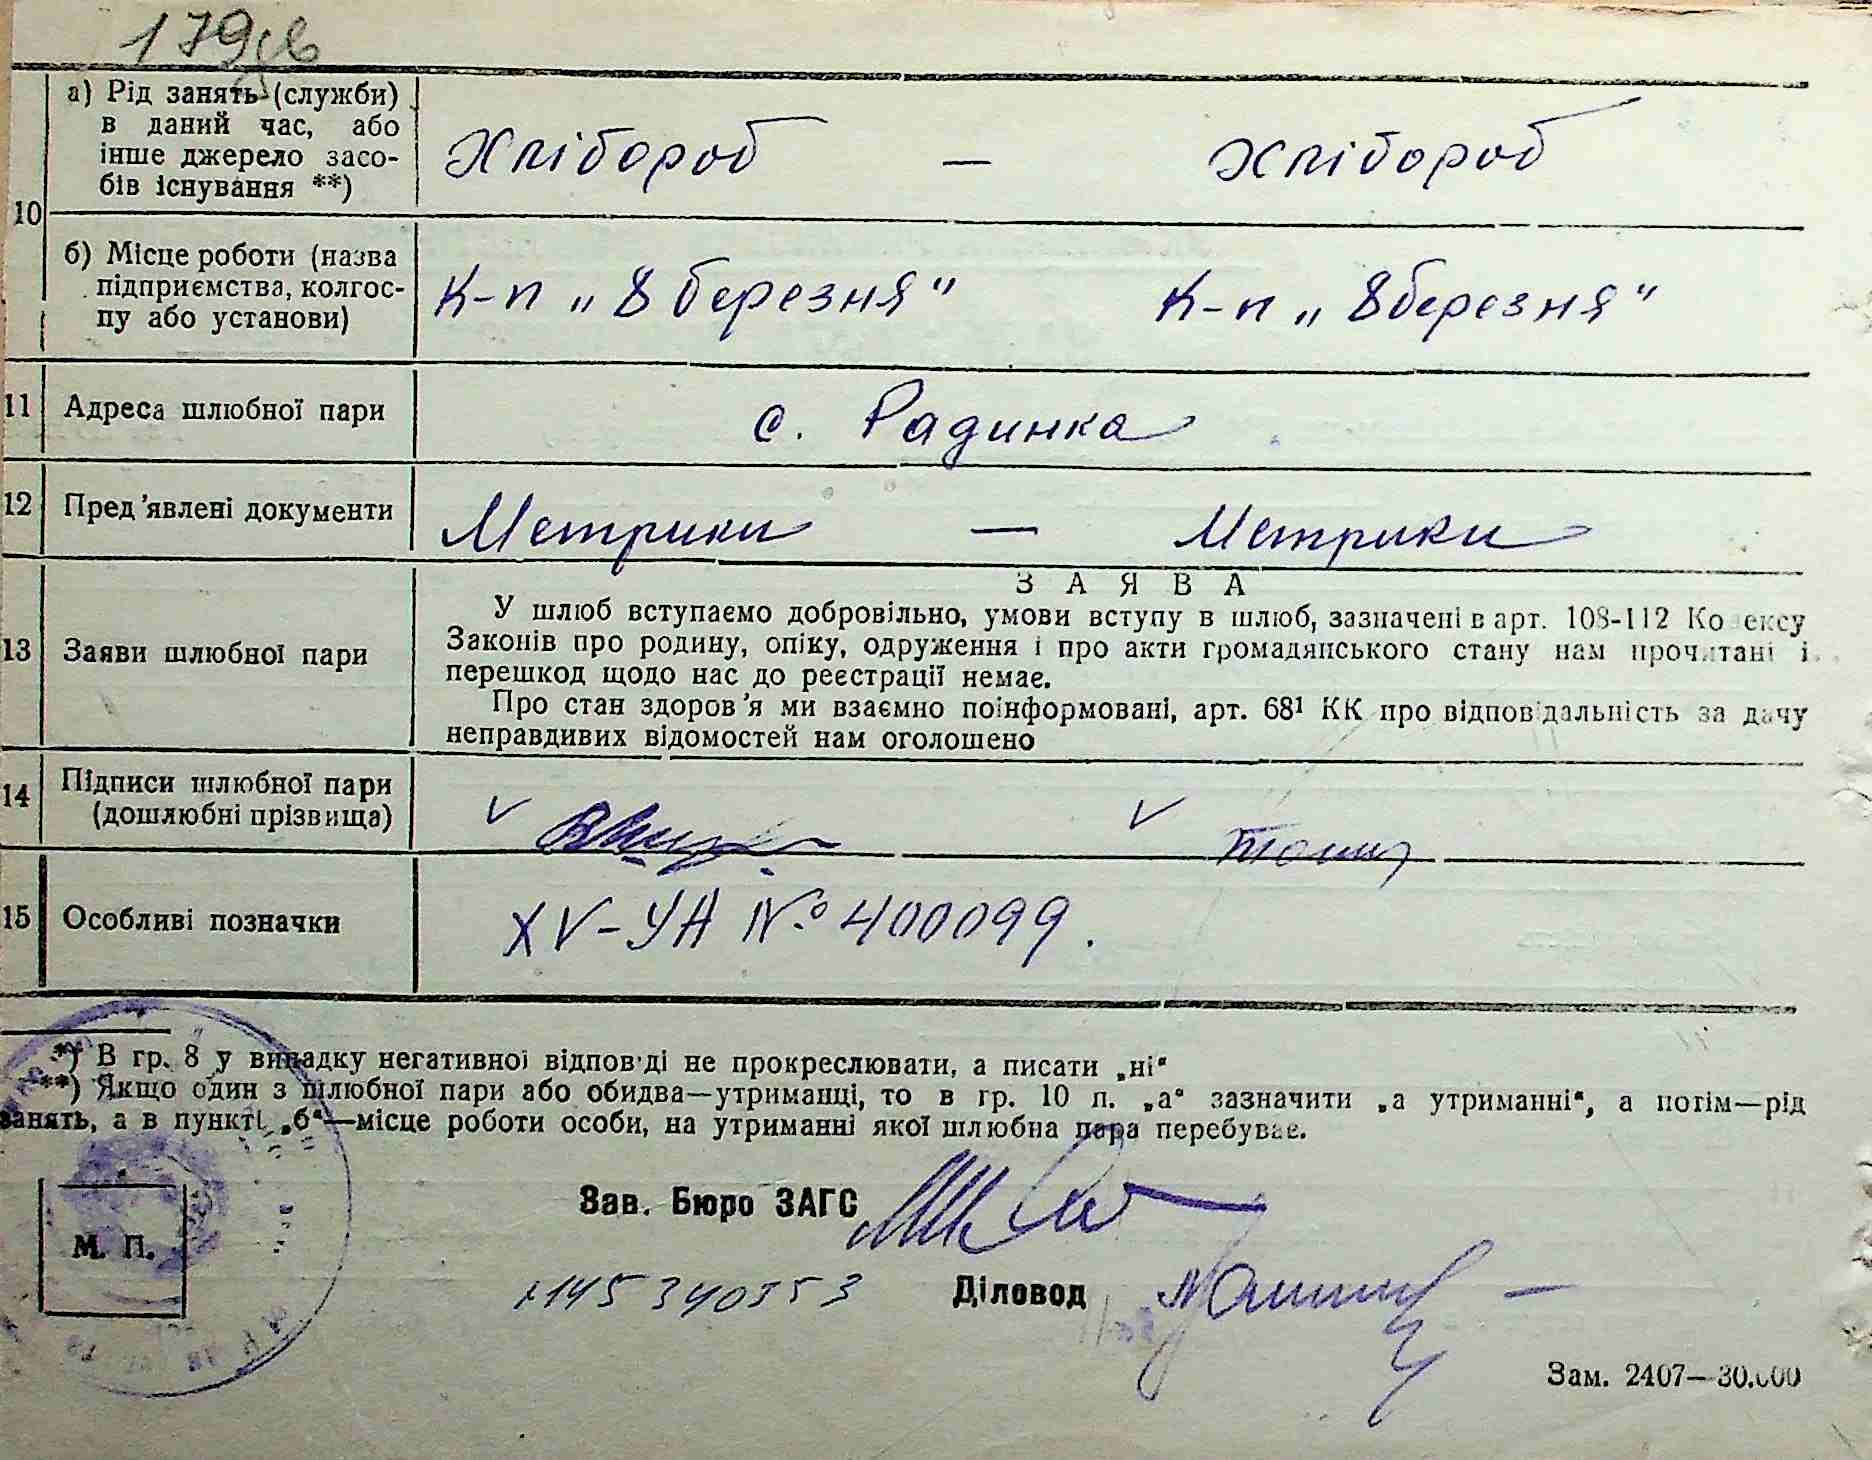 179
10
а) Рід занять (служби)
в даний час, або
інше джерело засо-
бів існування **)
Хлібороб — Хлібороб
б) Місце роботи (назва
підприємства, колгос-
пу або установи)
К-п „8 березня" К-п „8 березня"
11 Адреса шлюбної пари с. Радинка
12 Пред'явлені документи Метрики — Метрики
13 Заяви шлюбної пари
ЗАЯВА
У шлюб вступаємо добровільно, умови вступу в шлюб, зазначені в арт. 108-112 Кодексу
Законів про родину, опіку, одруження і про акти громадянського стану нам прочитані і
перешкод щодо нас до реєстрації немає.
Про стан здоров'я ми взаємно поінформовані, арт. 68¹ КК про відповідальність за дачу
неправдивих відомостей нам оголошено
14 Підписи шлюбної пари
(дошлюбні прізвища)
15 Особливі позначки XV-УА № 400099.
*) В гр. 8 у випадку негативної відпов'ді не прокреслювати, а писати „ні"
**) Якщо один з шлюбної пари або обидва—утриманці, то в гр. 10 п. „а" зазначити „а утриманні", а потім—рід
занять, а в пункті „б"—місце роботи особи, на утриманні якої шлюбна пара перебуває.
Зав. Бюро ЗАГС
М. П.
Діловод
Зам. 2407—30.000